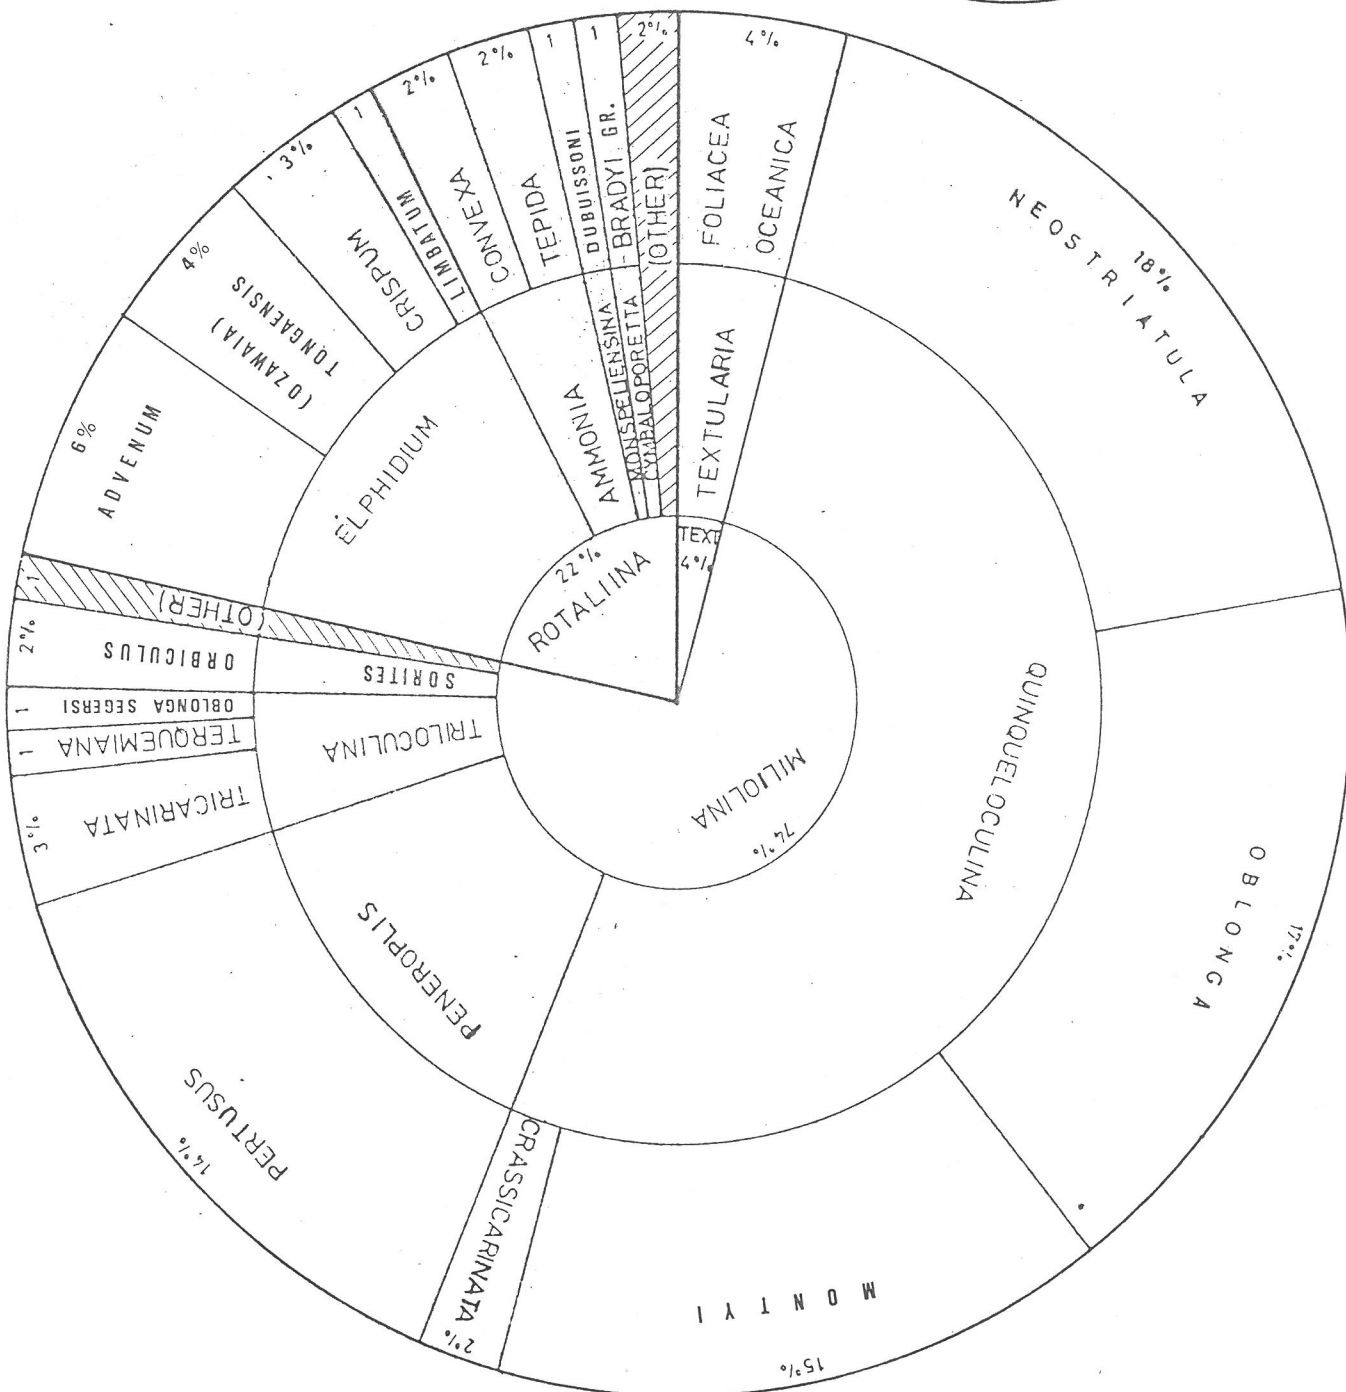 4%
FOLIACEA
OCEANICA
TEXTULARIA
TEXT
4%
18%
NEOSTRIATULA
17%
OBLONGA
15%
MONTYI
2%
CRASSICARINATA
QUINQUELOCULINA
MILIOLINA
74%
14%
PERTUSUS
PENEROPLIS
3%
TRICARINATA
1
TERQUEMIANA
1
OBLONGA SEGERSI
TRILOCULINA
2%
ORBICULUS
SORITES
1
(OTHER)
6%
ADVENUM
4%
(OZAWAIA)
TONGAENSIS
3%
CRISPUM
1
LIMBATUM
ELPHIDIUM
2%
CONVEXA
2%
TEPIDA
AMMONIA
1
DUBUISSONI
MONSPELIENSINA
1
BRADYI GR.
CYMBALOPORETTA
2%
(OTHER)
22%
ROTALIINA